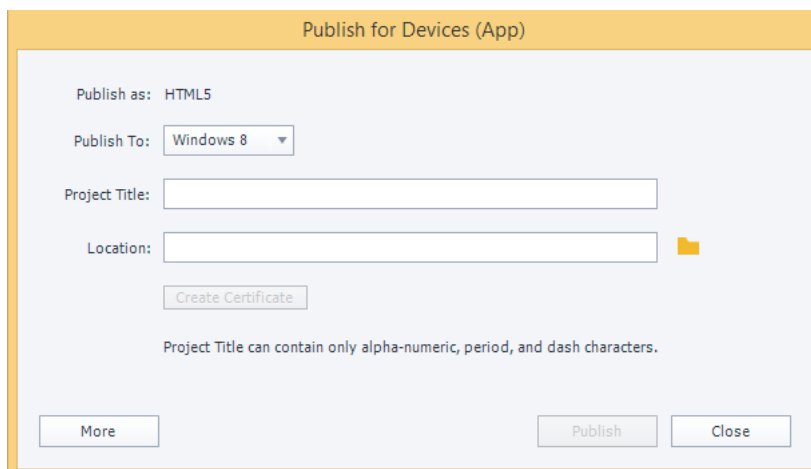 Publish for Devices (App)
Publish as: HTML5
Publish To: Windows 8
Project Title:
Location:
Create Certificate
Project Title can contain only alpha-numeric, period, and dash characters.
More Publish Close